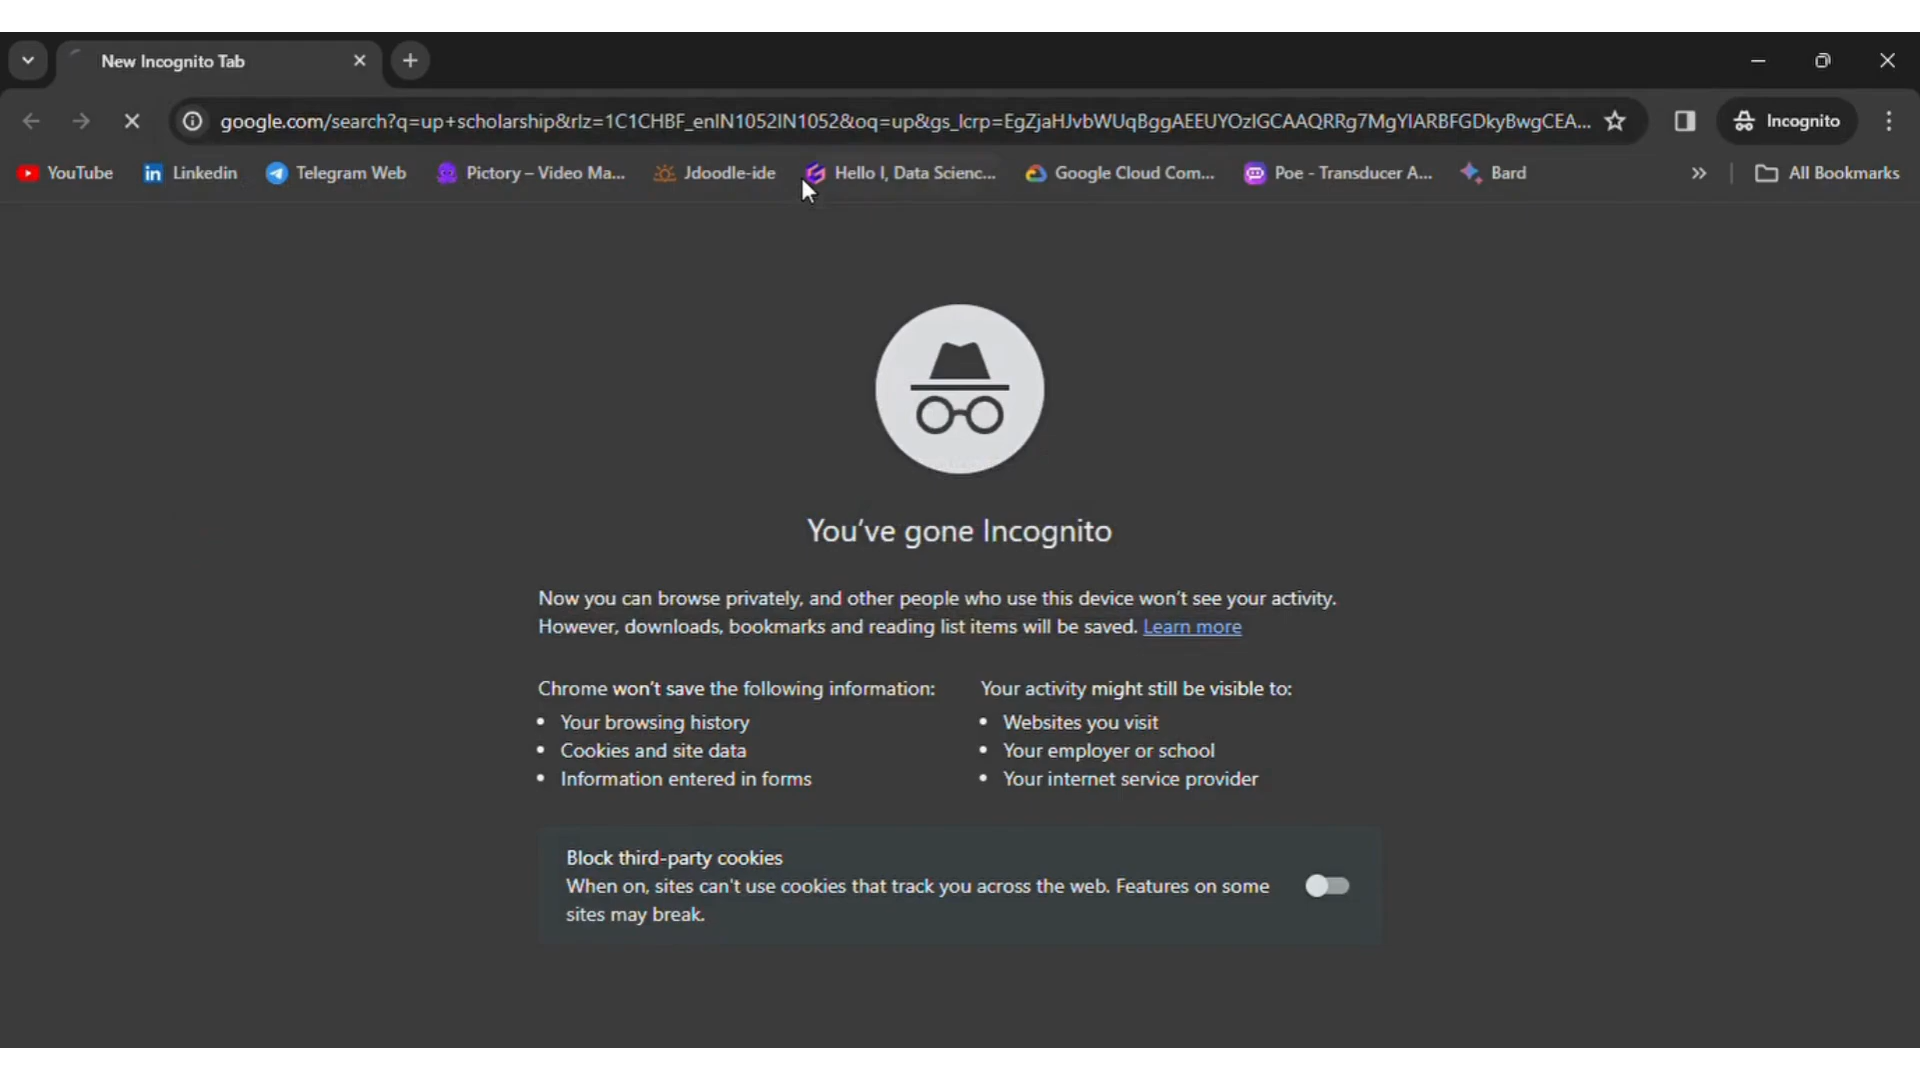 New Incognito Tab
google.com/search?q=up+scholarship&rlz=1C1CHBF_enIN1052IN1052&oq=up&gs_lcrp=EgZjaHJvbWUqBggAEEUYOzIGCAAQRRg7MgYIARBFGDkyBwgCEA...
Incognito
YouTube
Linkedin
Telegram Web
Pictory – Video Ma...
Jdoodle-ide
Hello I, Data Scienc...
Google Cloud Com...
Poe - Transducer A...
Bard
All Bookmarks
You've gone Incognito
Now you can browse privately, and other people who use this device won't see your activity.
However, downloads, bookmarks and reading list items will be saved. Learn more
Chrome won't save the following information:
• Your browsing history
• Cookies and site data
• Information entered in forms
Your activity might still be visible to:
• Websites you visit
• Your employer or school
• Your internet service provider
Block third-party cookies
When on, sites can't use cookies that track you across the web. Features on some
sites may break.